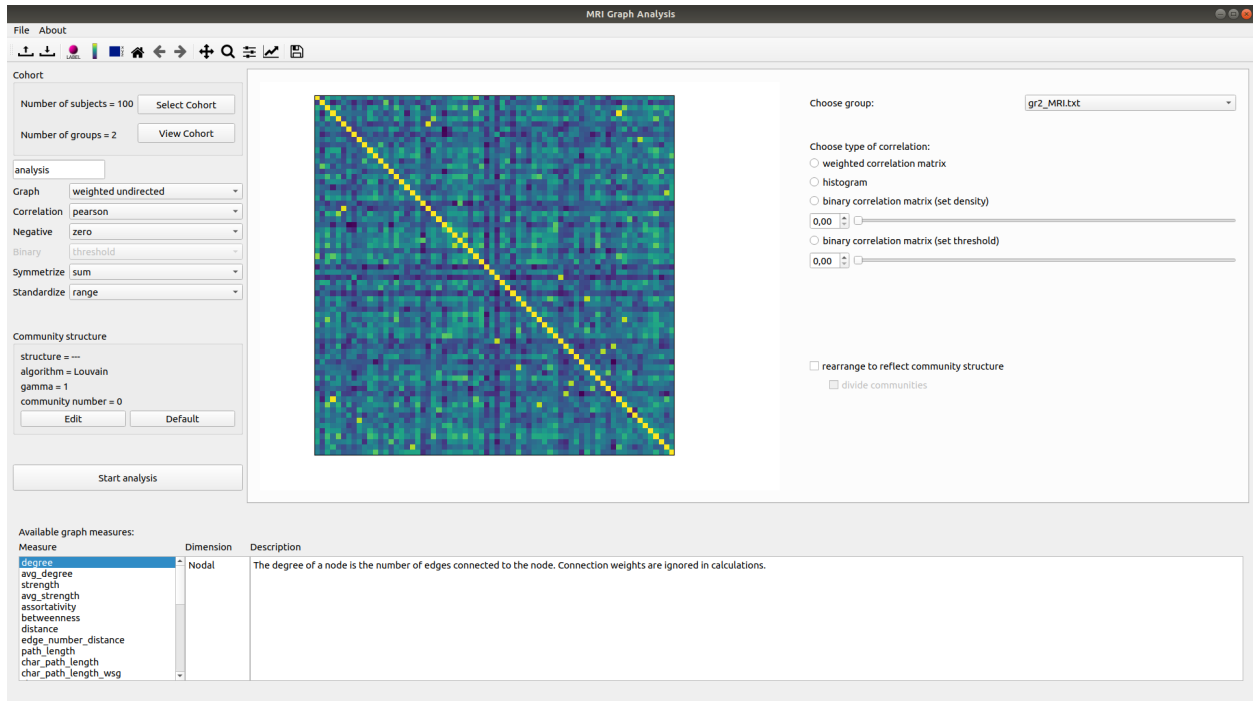 MRI Graph Analysis
File About
LABEL
Cohort
Number of subjects = 100 Select Cohort
Number of groups = 2 View Cohort
analysis
Graph weighted undirected
Correlation pearson
Negative zero
Binary threshold
Symmetrize sum
Standardize range
Community structure
structure = ---
algorithm = Louvain
gamma = 1
community number = 0
Edit Default
Start analysis
Choose group: gr2_MRI.txt
Choose type of correlation:
weighted correlation matrix
histogram
binary correlation matrix (set density)
0,00
binary correlation matrix (set threshold)
0,00
rearrange to reflect community structure
divide communities
Available graph measures:
Measure Dimension Description
degree Nodal The degree of a node is the number of edges connected to the node. Connection weights are ignored in calculations.
avg_degree
strength
avg_strength
assortativity
betweenness
distance
edge_number_distance
path_length
char_path_length
char_path_length_wsg